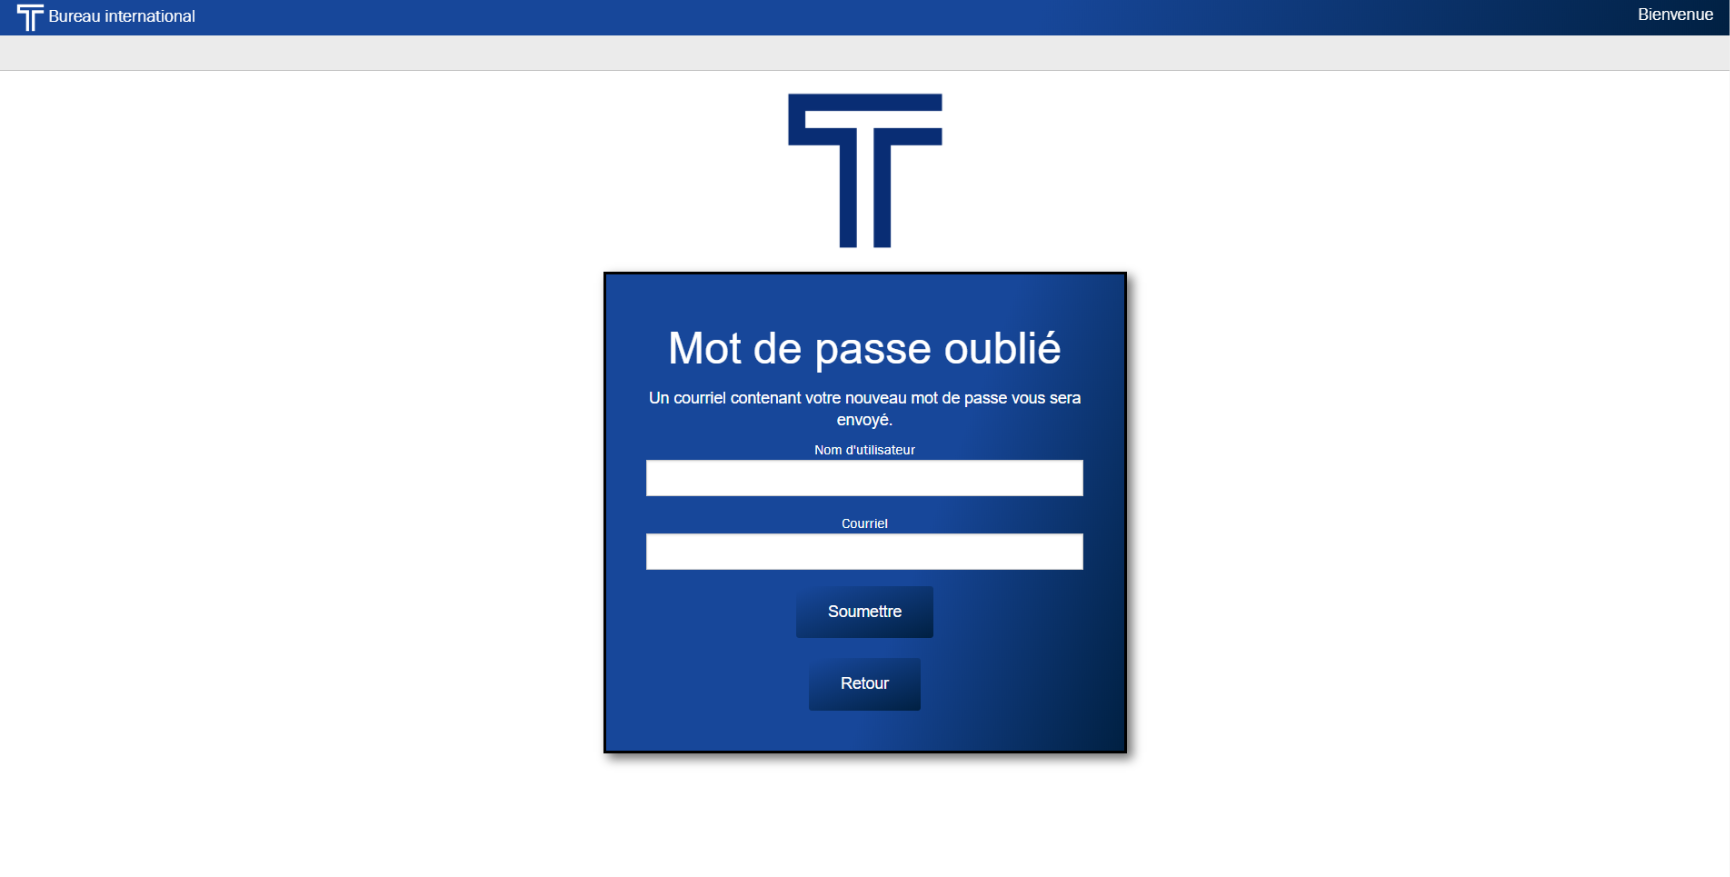 Bureau international
Bienvenue
Mot de passe oublié
Un courriel contenant votre nouveau mot de passe vous sera
envoyé.
Nom d'utilisateur
Courriel
Soumettre
Retour